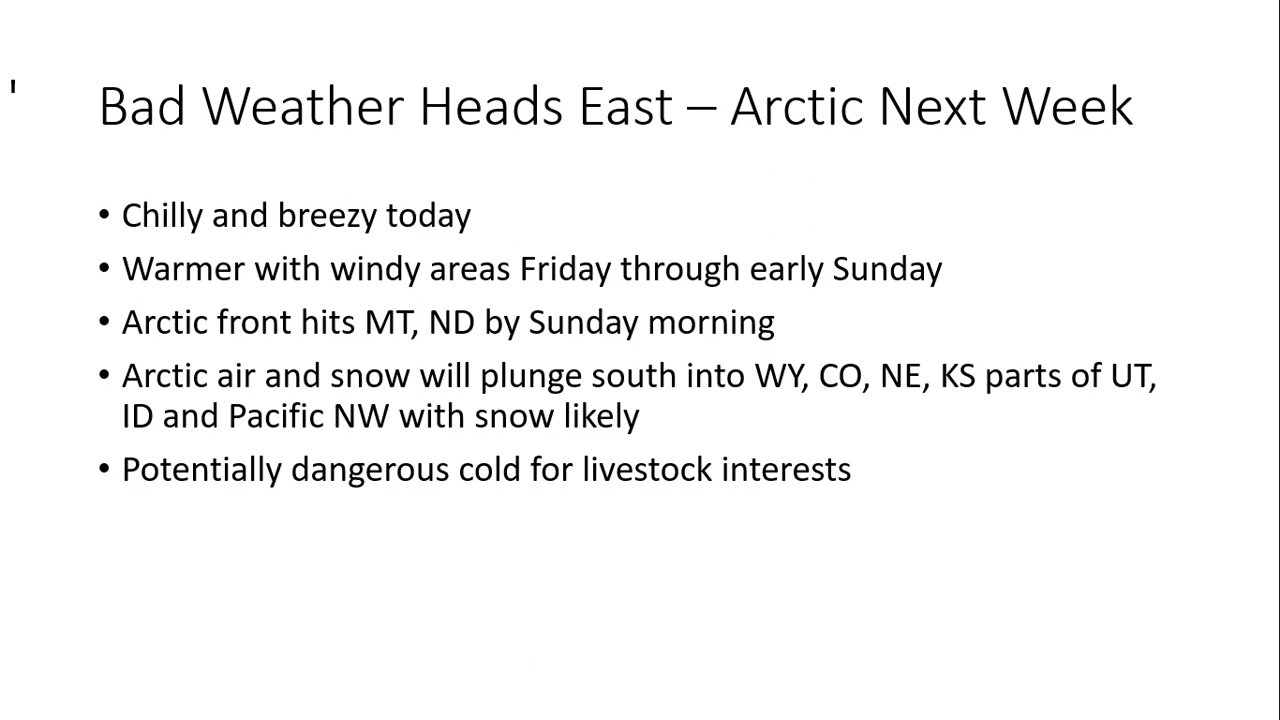 ' Bad Weather Heads East – Arctic Next Week
• Chilly and breezy today
• Warmer with windy areas Friday through early Sunday
• Arctic front hits MT, ND by Sunday morning
• Arctic air and snow will plunge south into WY, CO, NE, KS parts of UT,
ID and Pacific NW with snow likely
• Potentially dangerous cold for livestock interests